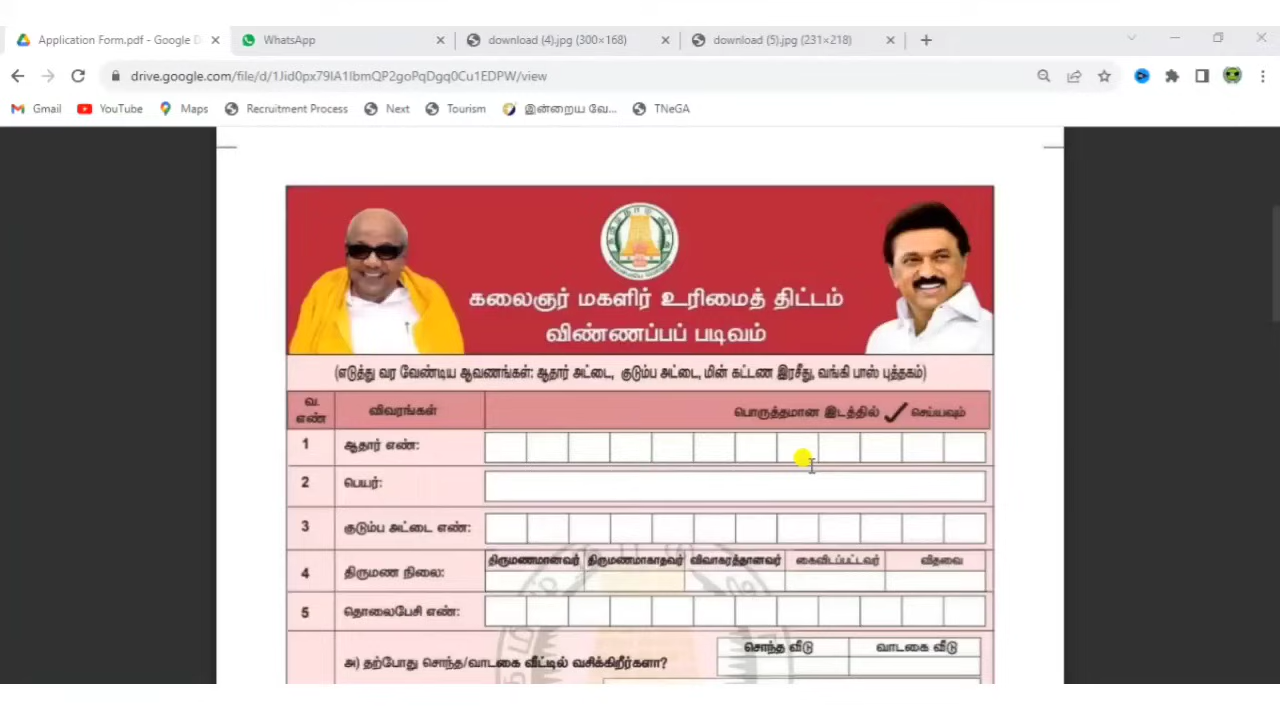 Application Form.pdf - Google D
WhatsApp
download (4).jpg (300×168)
download (5).jpg (231×218)
drive.google.com/file/d/1Jid0px79IA1IbmQP2goPqDgq0Cu1EDPW/view
Gmail
YouTube
Maps
Recruitment Process
Next
Tourism
இன்றைய வே...
TNeGA
கலைஞர் மகளிர் உரிமைத் திட்டம்
விண்ணப்பப் படிவம்
(எடுத்து வர வேண்டிய ஆவணங்கள்: ஆதார் அட்டை, குடும்ப அட்டை, மின் கட்டண இரசீது, வங்கி பாஸ் புத்தகம்)
வ. எண் விவரங்கள் பொருத்தமான இடத்தில் ✓ செய்யவும்
1 ஆதார் எண்:
2 பெயர்:
3 குடும்ப அட்டை எண்:
4 திருமண நிலை: திருமணமானவர் திருமணமாகாதவர் விவாகரத்தானவர் கைவிடப்பட்டவர் விதவை
5 தொலைபேசி எண்:
அ) தற்போது சொந்த/வாடகை வீட்டில் வசிக்கிறீர்களா? சொந்த வீடு வாடகை வீடு